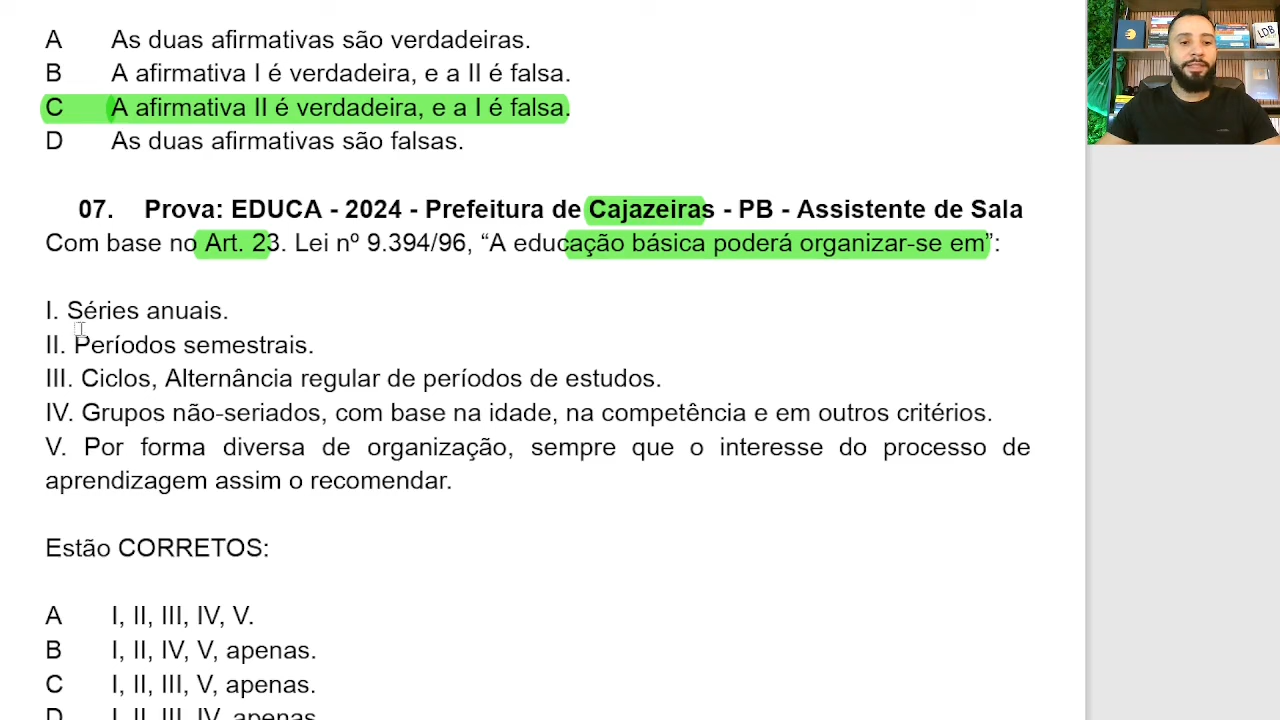 A As duas afirmativas são verdadeiras.
B A afirmativa I é verdadeira, e a II é falsa.
C A afirmativa II é verdadeira, e a I é falsa.
D As duas afirmativas são falsas.
07. Prova: EDUCA - 2024 - Prefeitura de Cajazeiras - PB - Assistente de Sala
Com base no Art. 23. Lei nº 9.394/96, “A educação básica poderá organizar-se em”:
I. Séries anuais.
II. Períodos semestrais.
III. Ciclos, Alternância regular de períodos de estudos.
IV. Grupos não-seriados, com base na idade, na competência e em outros critérios.
V. Por forma diversa de organização, sempre que o interesse do processo de
aprendizagem assim o recomendar.
Estão CORRETOS:
A I, II, III, IV, V.
B I, II, IV, V, apenas.
C I, II, III, V, apenas.
D I, II, III, IV, apenas.
LDB